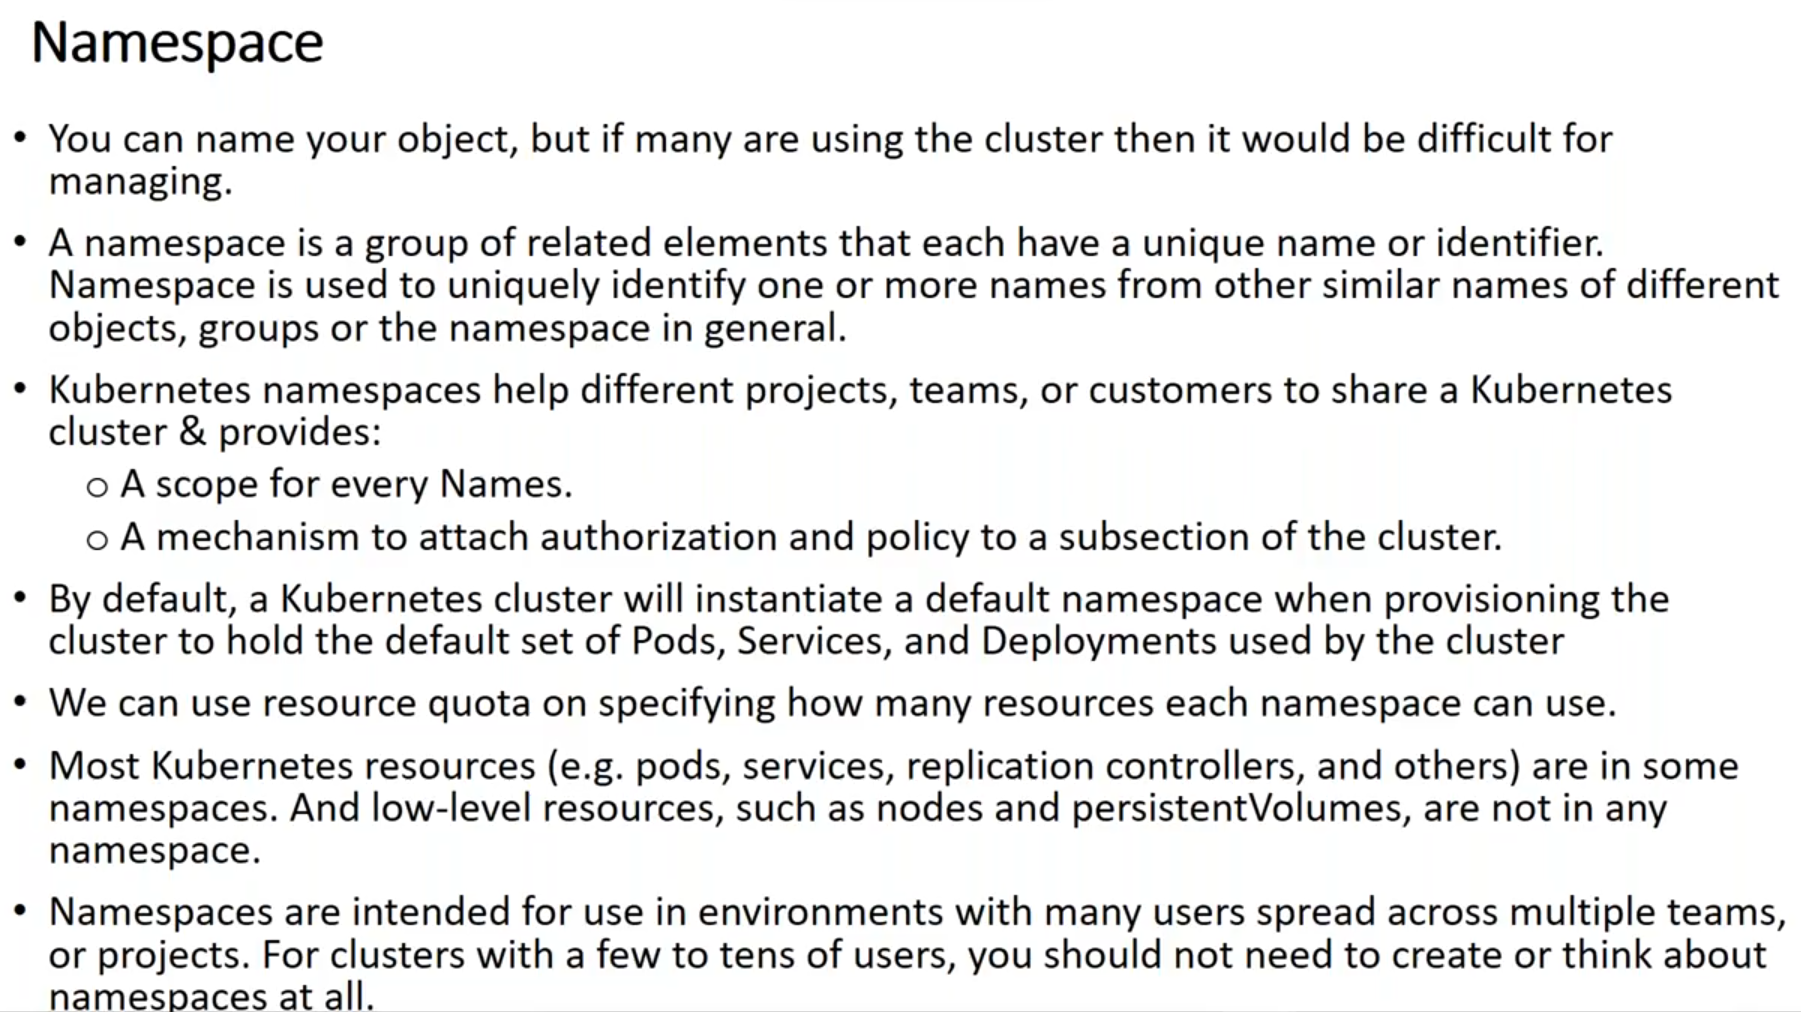 Namespace
• You can name your object, but if many are using the cluster then it would be difficult for
managing.
• A namespace is a group of related elements that each have a unique name or identifier.
Namespace is used to uniquely identify one or more names from other similar names of different
objects, groups or the namespace in general.
• Kubernetes namespaces help different projects, teams, or customers to share a Kubernetes
cluster & provides:
o A scope for every Names.
o A mechanism to attach authorization and policy to a subsection of the cluster.
• By default, a Kubernetes cluster will instantiate a default namespace when provisioning the
cluster to hold the default set of Pods, Services, and Deployments used by the cluster
• We can use resource quota on specifying how many resources each namespace can use.
• Most Kubernetes resources (e.g. pods, services, replication controllers, and others) are in some
namespaces. And low-level resources, such as nodes and persistentVolumes, are not in any
namespace.
• Namespaces are intended for use in environments with many users spread across multiple teams,
or projects. For clusters with a few to tens of users, you should not need to create or think about
namespaces at all.